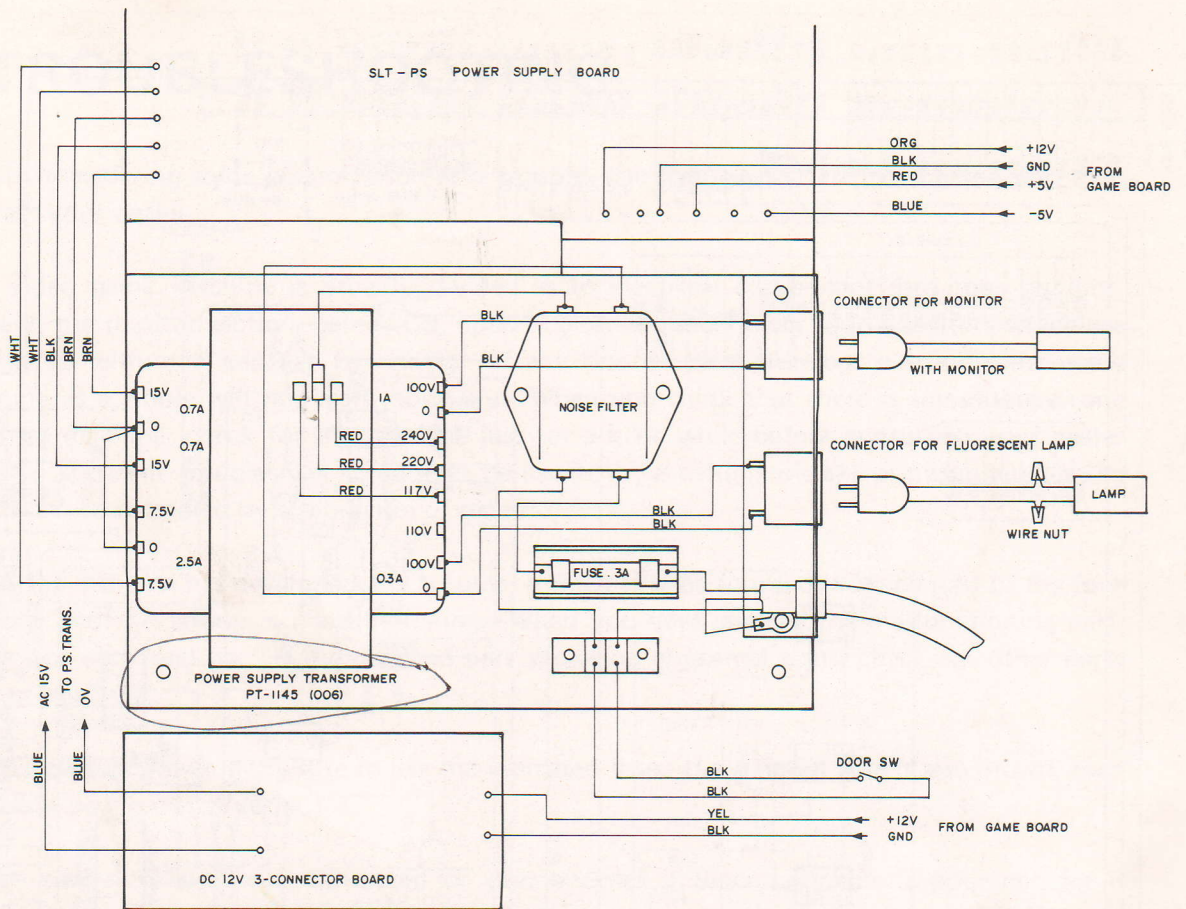 SLT - PS POWER SUPPLY BOARD
ORG
+12V
BLK
GND
RED
+5V
BLUE
-5V
FROM
GAME BOARD
WHT
WHT
BLK
BRN
BRN
15V
0.7A
0
0.7A
15V
7.5V
0
2.5A
7.5V
1A
100V
0
RED
240V
RED
220V
RED
117V
110V
100V
0.3A
0
BLK
BLK
NOISE FILTER
CONNECTOR FOR MONITOR
WITH MONITOR
CONNECTOR FOR FLUORESCENT LAMP
LAMP
WIRE NUT
BLK
BLK
FUSE . 3A
POWER SUPPLY TRANSFORMER
PT-1145 (006)
AC 15V
TO P.S.TRANS.
0V
BLUE
BLUE
DOOR SW
BLK
BLK
YEL
+12V
BLK
GND
FROM GAME BOARD
DC 12V 3-CONNECTOR BOARD